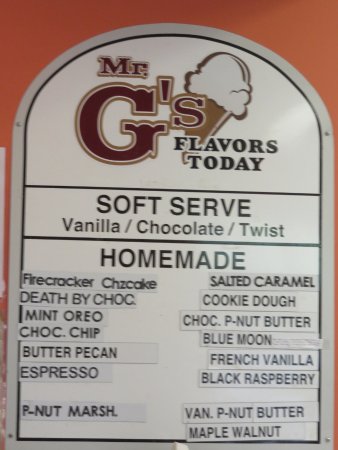 Mr.
G's
FLAVORS
TODAY
SOFT SERVE
Vanilla / Chocolate / Twist
HOMEMADE
Firecracker Chzcake
DEATH BY CHOC.
MINT OREO
CHOC. CHIP
BUTTER PECAN
ESPRESSO
P-NUT MARSH.
SALTED CARAMEL
COOKIE DOUGH
CHOC. P-NUT BUTTER
BLUE MOON
FRENCH VANILLA
BLACK RASPBERRY
VAN. P-NUT BUTTER
MAPLE WALNUT